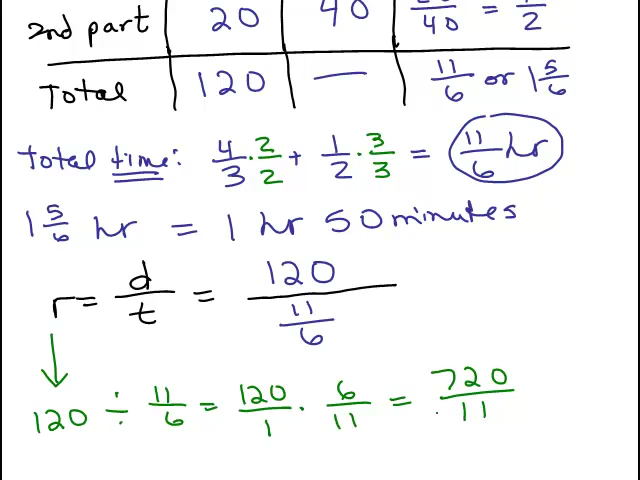 2nd part 20 40 20/40 = 1/2
Total 120 — 11/6 or 1 5/6
Total time: 4/3 · 2/2 + 1/2 · 3/3 = 11/6 hr
1 5/6 hr = 1 hr 50 minutes
r = d/t = 120/(11/6)
120 ÷ 11/6 = 120/1 · 6/11 = 720/11